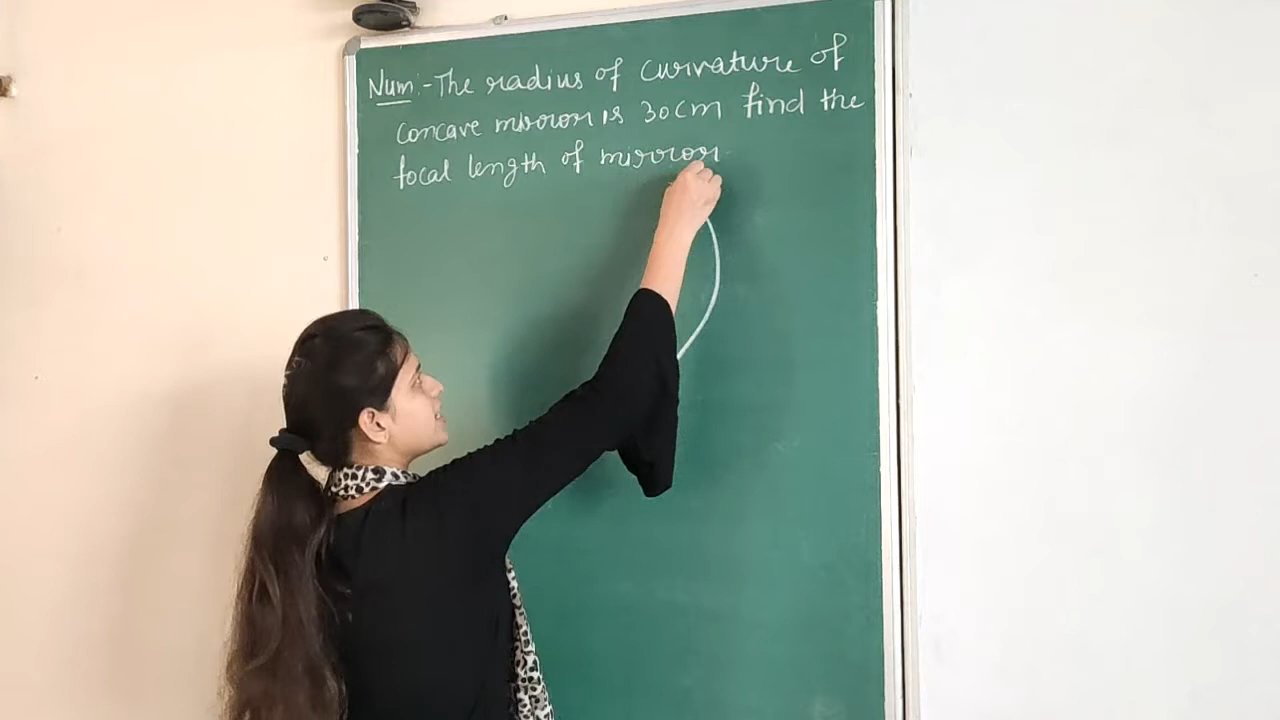 Num:- The radius of curvature of
concave mirror is 30cm find the
focal length of mirror